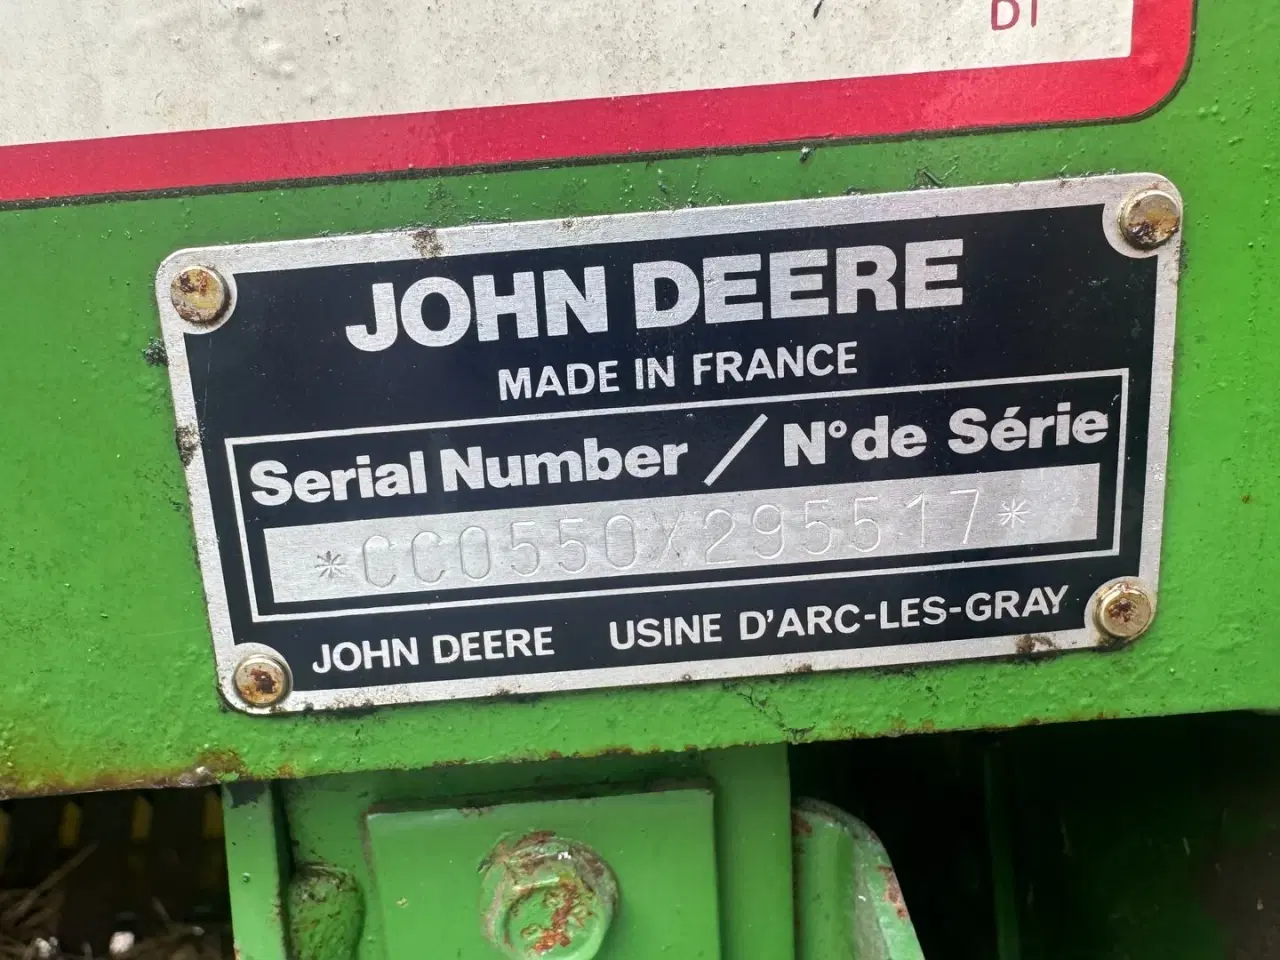 JOHN DEERE
MADE IN FRANCE
Serial Number / N° de Série
*CC0550X295517*
JOHN DEERE USINE D'ARC-LES-GRAY